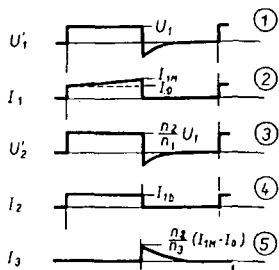 U'₁ U₁ ①
I₁ I₁ₘ I₀ ②
U'₂ n₂/n₁ U₁ ③
I₂ I₁₀ ④
I₃ n₂/n₃ (I₁ₘ-I₀) ⑤